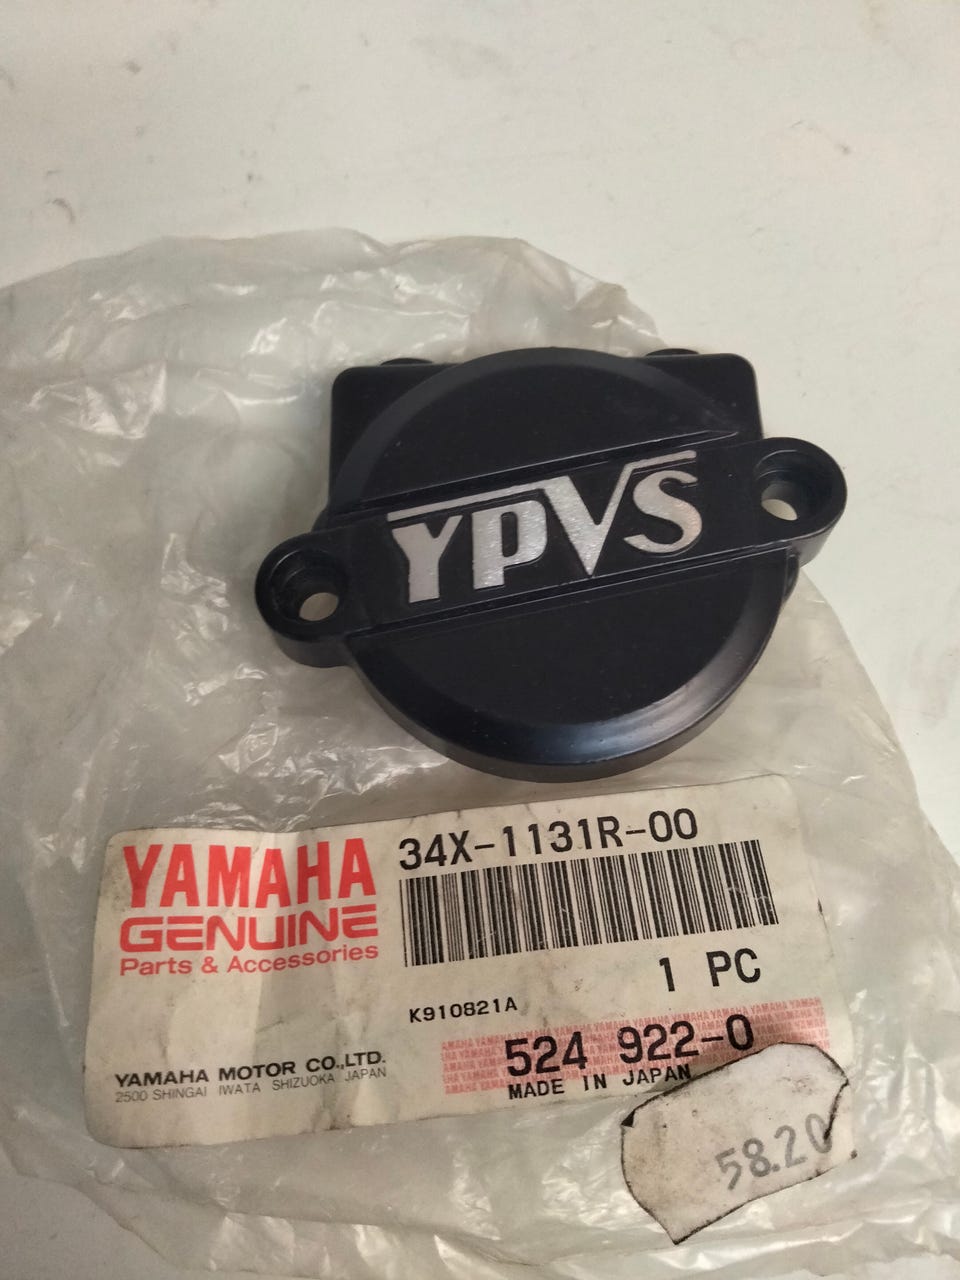 YPVS
YAMAHA
GENUINE
Parts & Accessories
34X-1131R-00
1 PC
K910821A
524 922-0
MADE IN JAPAN
YAMAHA MOTOR CO.,LTD.
2500 SHINGAI IWATA SHIZUOKA JAPAN
58.20